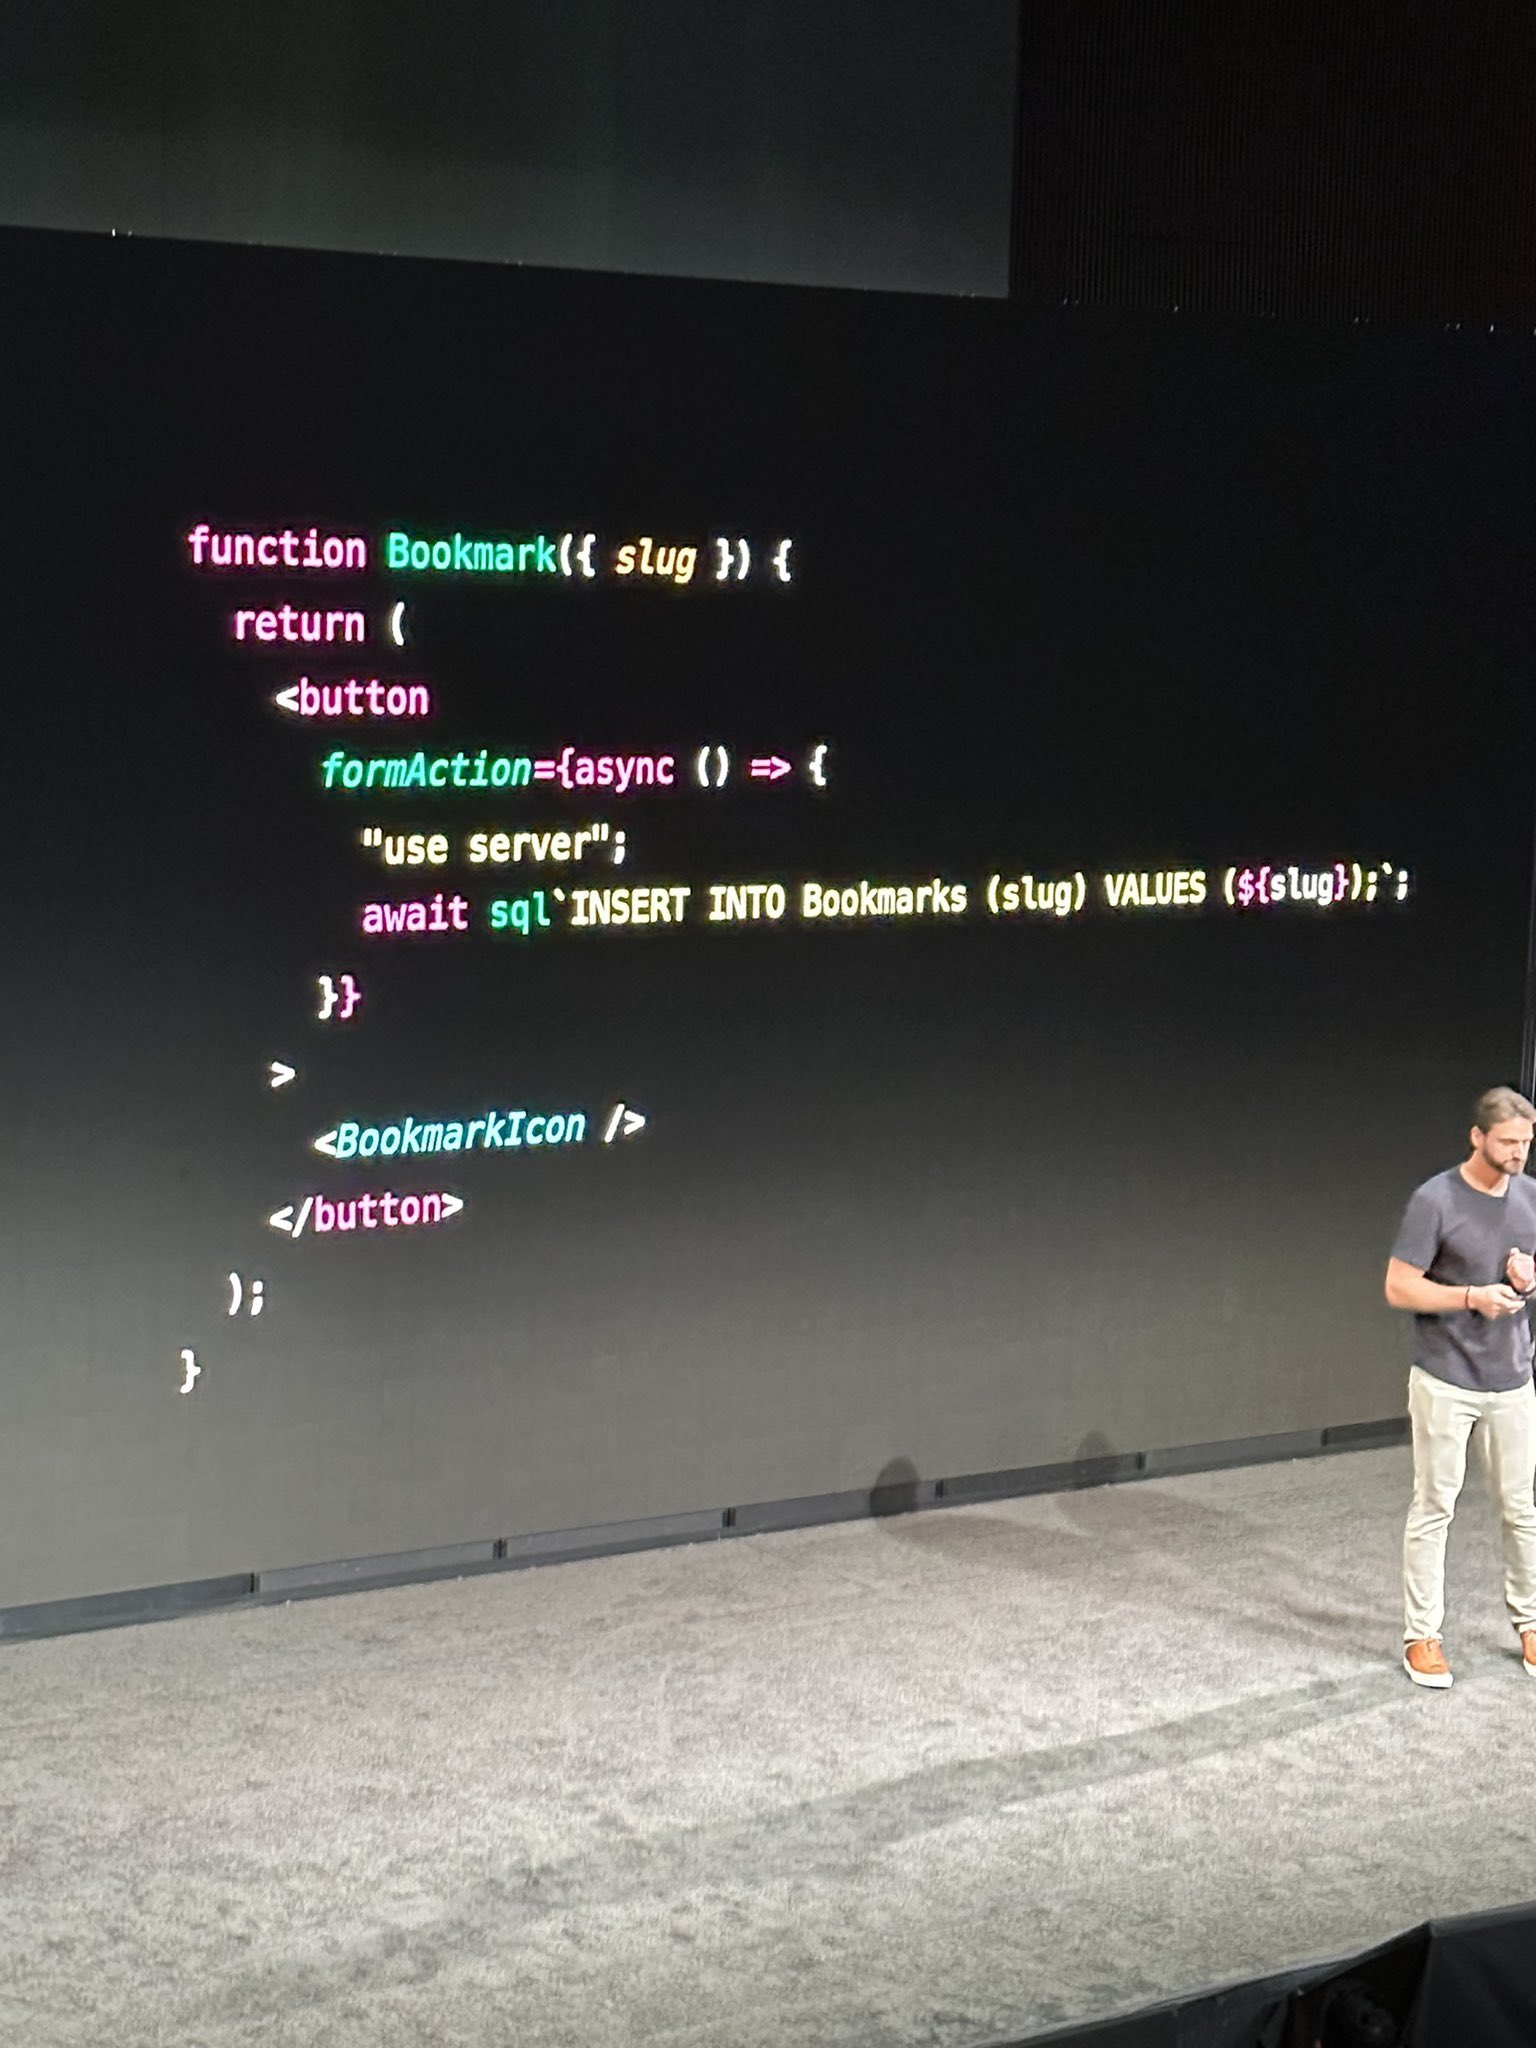 function Bookmark({ slug }) {
return (
<button
formAction={async () => {
"use server";
await sql`INSERT INTO Bookmarks (slug) VALUES (${slug});`;
}}
>
<BookmarkIcon />
</button>
);
}